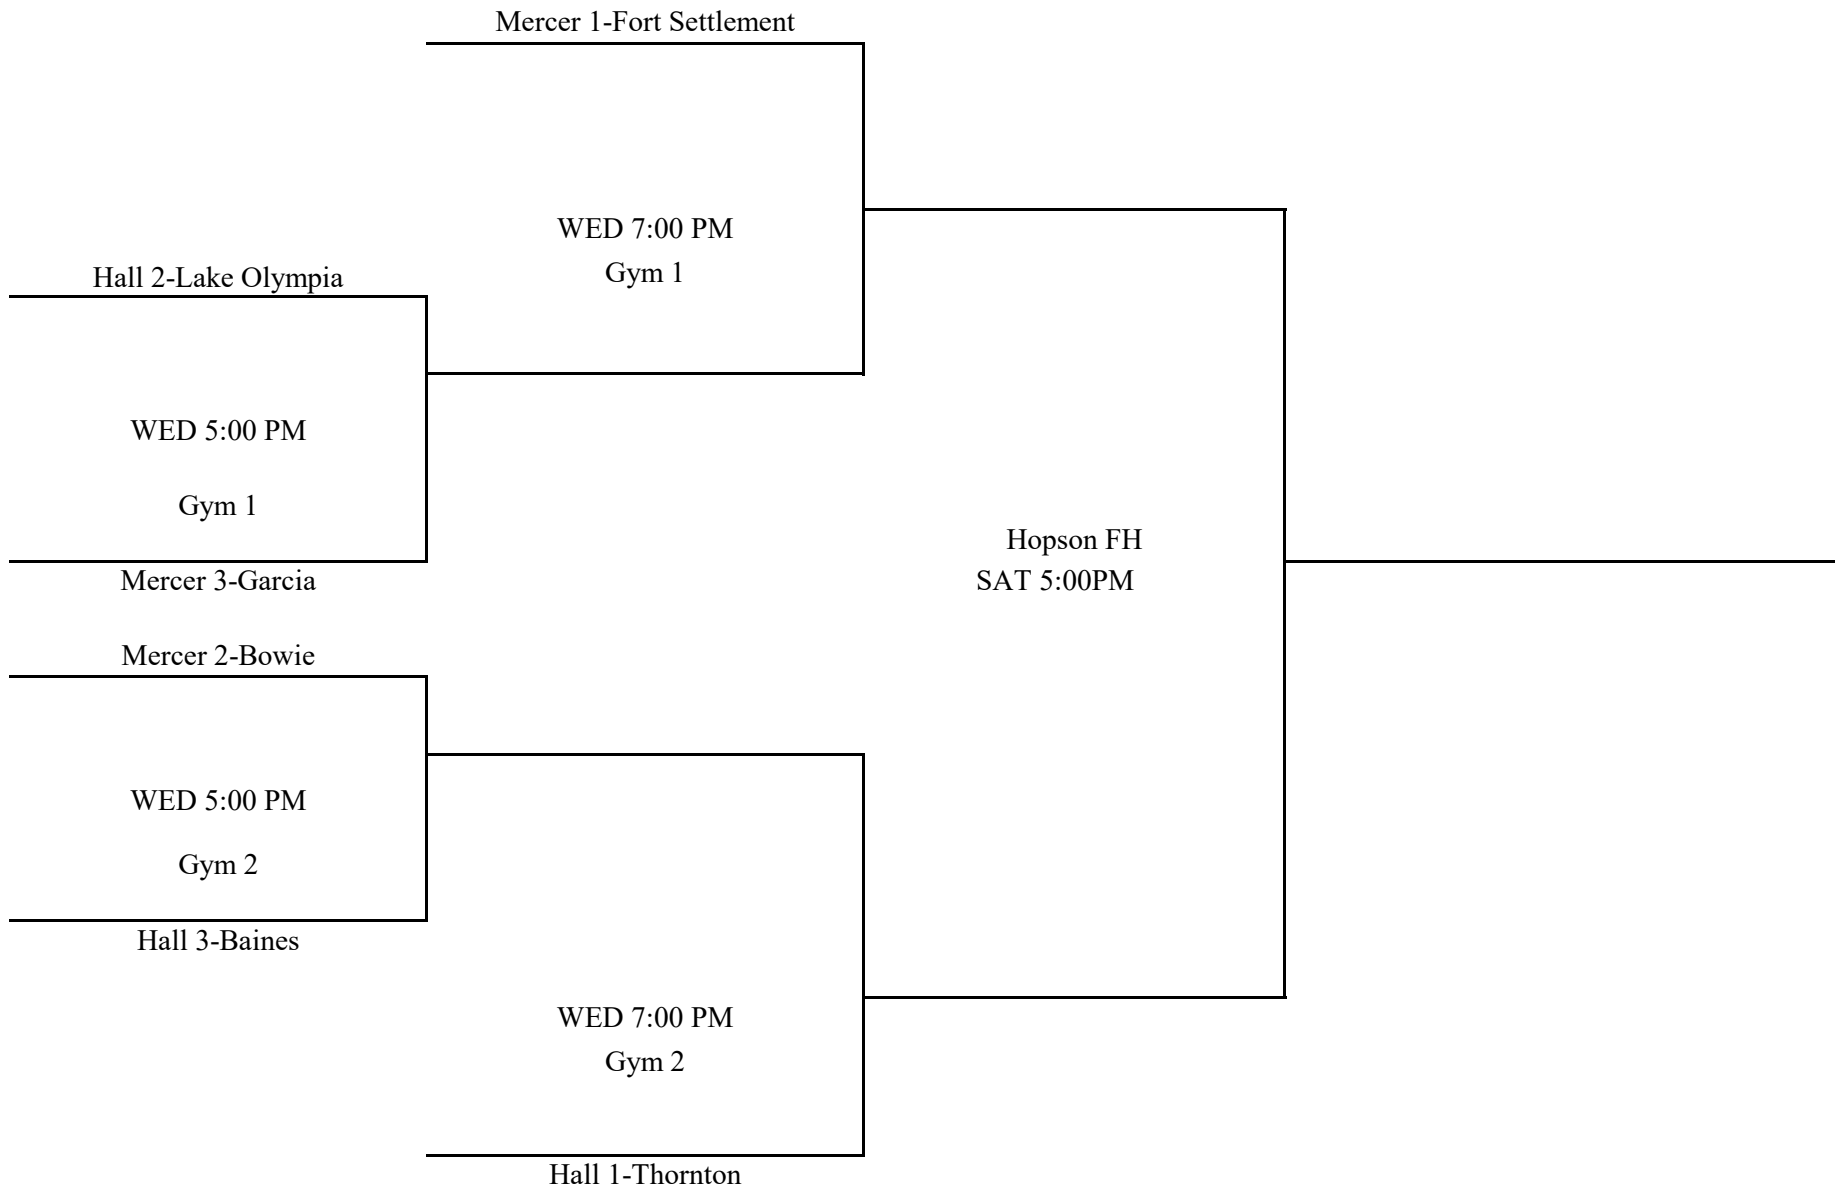 Mercer 1-Fort Settlement
WED 7:00 PM
Gym 1
Hall 2-Lake Olympia
WED 5:00 PM
Gym 1
Mercer 3-Garcia
Hopson FH
SAT 5:00PM
Mercer 2-Bowie
WED 5:00 PM
Gym 2
Hall 3-Baines
WED 7:00 PM
Gym 2
Hall 1-Thornton